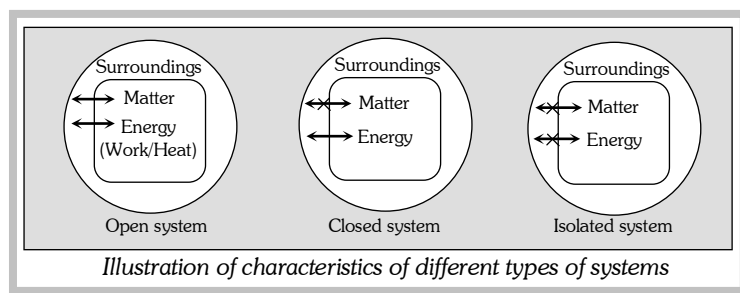 Surroundings
Matter
Energy
(Work/Heat)
Open system
Surroundings
Matter
Energy
Closed system
Surroundings
Matter
Energy
Isolated system
Illustration of characteristics of different types of systems